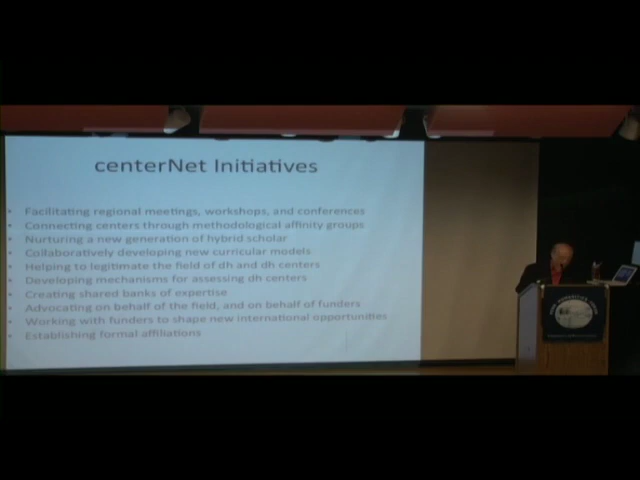 centerNet Initiatives
• Facilitating regional meetings, workshops, and conferences
• Connecting centers through methodological affinity groups
• Nurturing a new generation of hybrid scholar
• Collaboratively developing new curricular models
• Helping to legitimate the field of dh and dh centers
• Developing mechanisms for assessing dh centers
• Creating shared banks of expertise
• Advocating on behalf of the field, and on behalf of funders
• Working with funders to shape new international opportunities
• Establishing formal affiliations